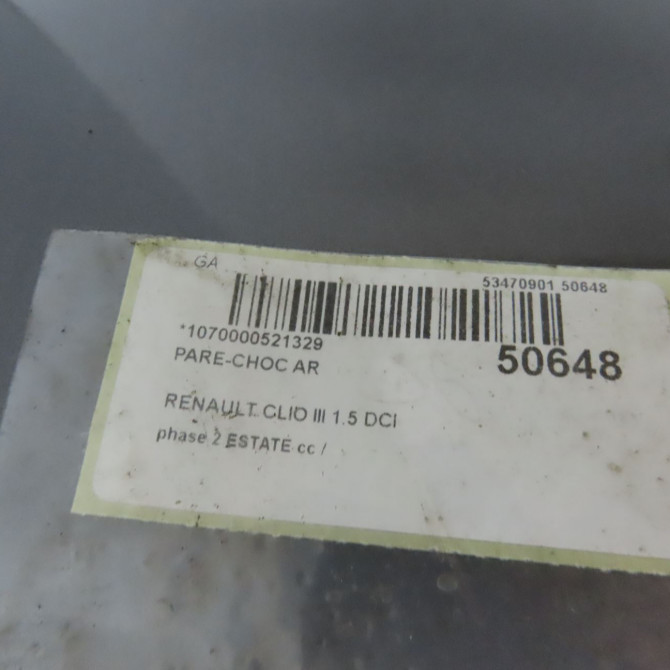 GA
53470901 50648
*1070000521329
50648
PARE-CHOC AR
RENAULT CLIO III 1.5 DCI
phase 2 ESTATE cc /